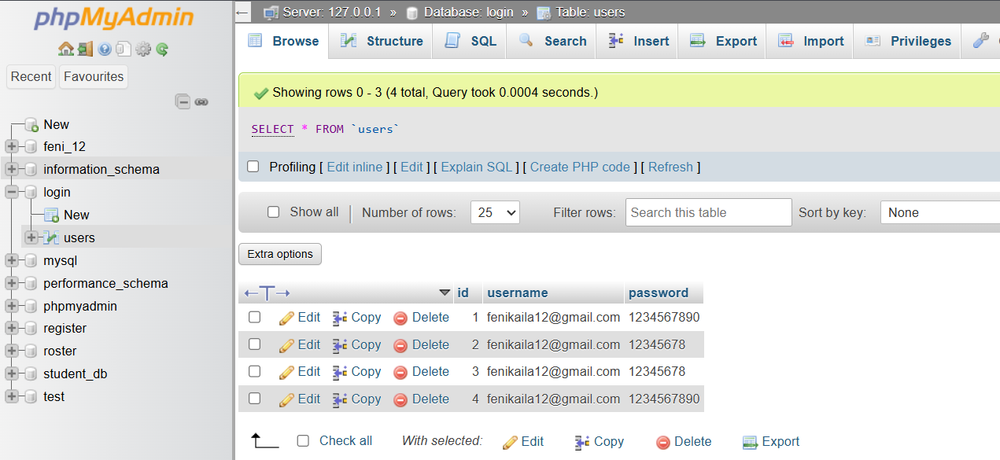 phpMyAdmin
Recent Favourites
New
feni_12
information_schema
login
New
users
mysql
performance_schema
phpmyadmin
register
roster
student_db
test
Server: 127.0.0.1 » Database: login » Table: users
Browse Structure SQL Search Insert Export Import Privileges
Showing rows 0 - 3 (4 total, Query took 0.0004 seconds.)
SELECT * FROM `users`
Profiling [ Edit inline ] [ Edit ] [ Explain SQL ] [ Create PHP code ] [ Refresh ]
Show all Number of rows: 25 Filter rows: Search this table Sort by key: None
Extra options
←T→ id username password
Edit Copy Delete 1 fenikaila12@gmail.com 1234567890
Edit Copy Delete 2 fenikaila12@gmail.com 12345678
Edit Copy Delete 3 fenikaila12@gmail.com 12345678
Edit Copy Delete 4 fenikaila12@gmail.com 1234567890
Check all With selected: Edit Copy Delete Export